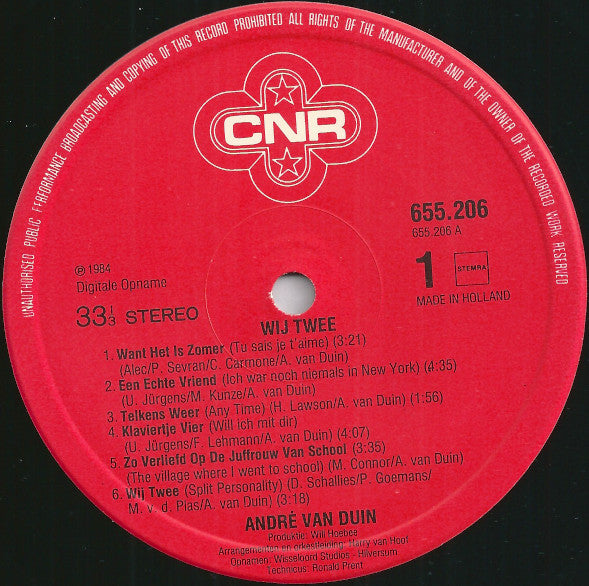 UNAUTHORISED PUBLIC PERFORMANCE BROADCASTING AND COPYING OF THIS RECORD PROHIBITED ALL RIGHTS OF THE MANUFACTURER AND OF THE OWNER OF THE RECORDED WORK RESERVED
CNR
655.206
655.206 A
℗ 1984
Digitale Opname
1
STEMRA
MADE IN HOLLAND
33⅓ STEREO
WIJ TWEE
1. Want Het Is Zomer (Tu sais je t'aime) (3:21)
(Alec/P. Sevran/C. Carmone/A. van Duin)
2. Een Echte Vriend (Ich war noch niemals in New York) (4:35)
(U. Jürgens/M. Kunze/A. van Duin)
3. Telkens Weer (Any Time) (H. Lawson/A. van Duin) (1:56)
4. Klaviertje Vier (Will ich mit dir)
(U. Jürgens/F. Lehmann/A. van Duin) (4:07)
5. Zo Verliefd Op De Juffrouw Van School (3:35)
(The village where I went to school) (M. Connor/A. van Duin)
6. Wij Twee (Split Personality) (D. Schallies/P. Goemans/
M. v. d. Plas/A. van Duin) (3:18)
ANDRÉ VAN DUIN
Produktie: Will Hoebee
Arrangementen en orkestleiding: Harry van Hoof
Opnamen: Wisseloord Studios - Hilversum
Technicus: Ronald Prent